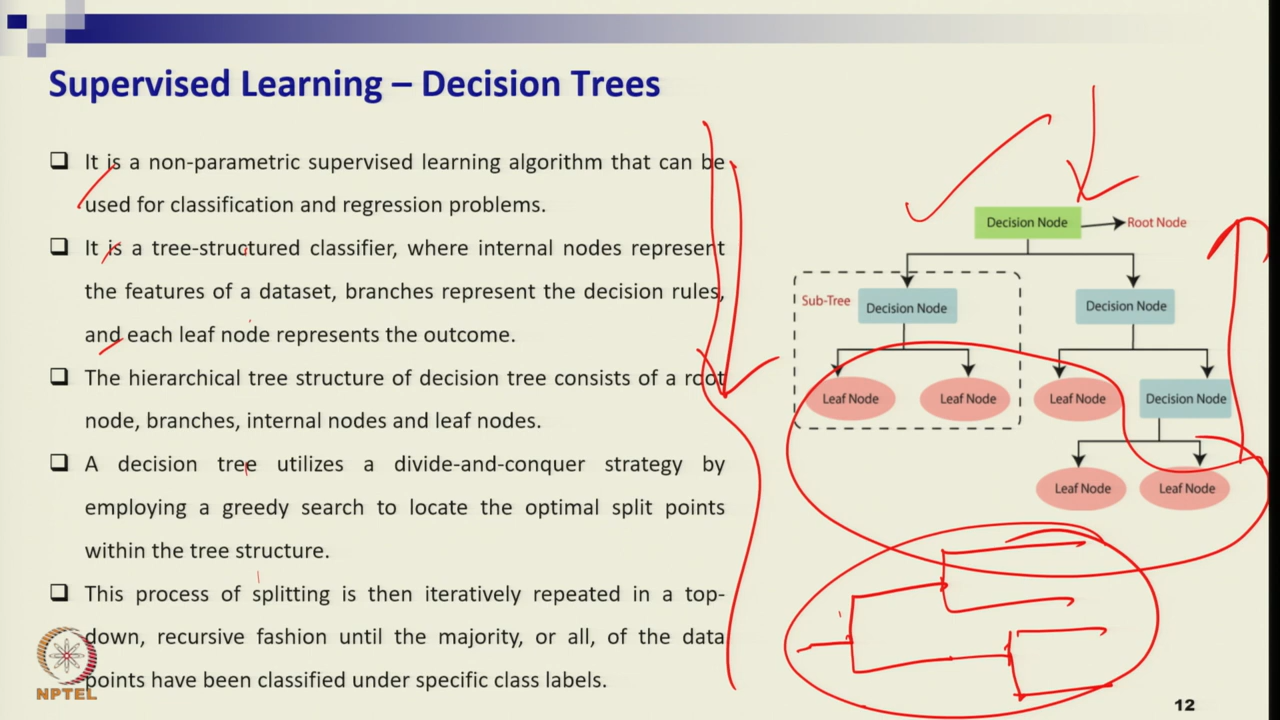 Supervised Learning – Decision Trees
❑ It is a non-parametric supervised learning algorithm that can be
used for classification and regression problems.
❑ It is a tree-structured classifier, where internal nodes represent
the features of a dataset, branches represent the decision rules,
and each leaf node represents the outcome.
❑ The hierarchical tree structure of decision tree consists of a root
node, branches, internal nodes and leaf nodes.
❑ A decision tree utilizes a divide-and-conquer strategy by
employing a greedy search to locate the optimal split points
within the tree structure.
❑ This process of splitting is then iteratively repeated in a top-
down, recursive fashion until the majority, or all, of the data
points have been classified under specific class labels.
Decision Node
Root Node
Sub-Tree
Decision Node
Decision Node
Leaf Node
Leaf Node
Leaf Node
Decision Node
Leaf Node
Leaf Node
NPTEL
12